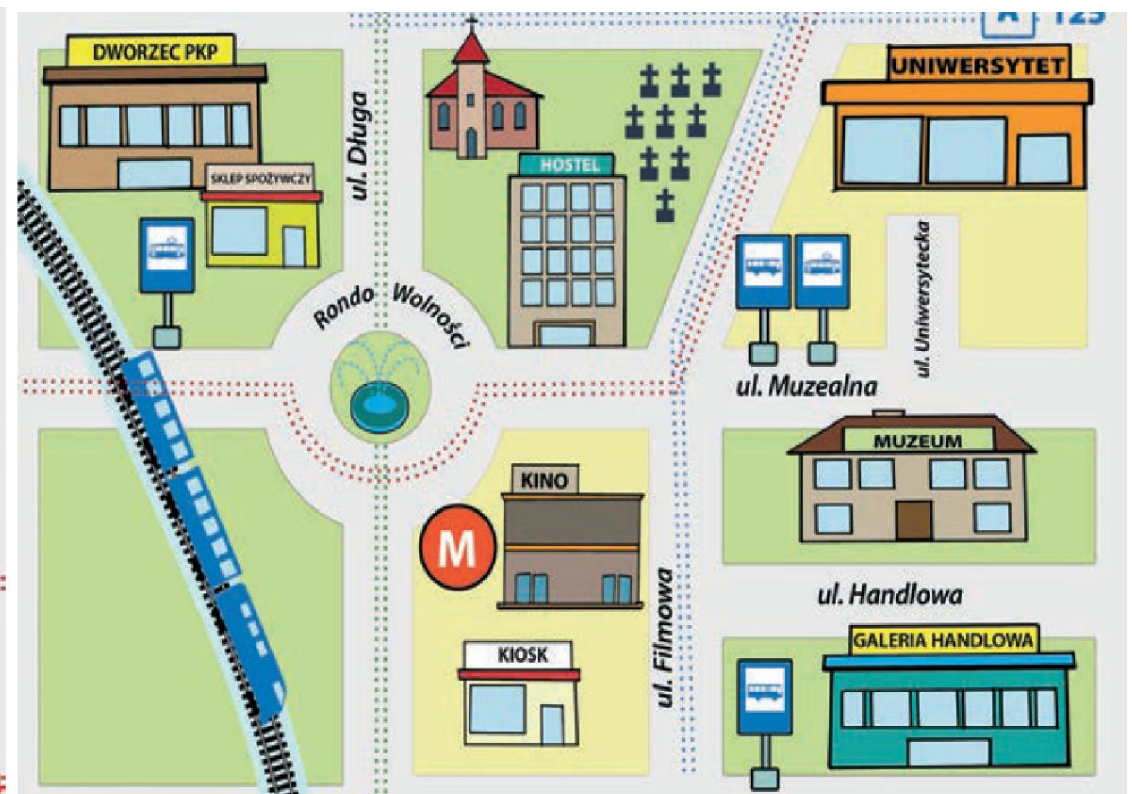 A 125
DWORZEC PKP
UNIWERSYTET
ul. Długa
HOSTEL
SKLEP SPOŻYWCZY
ul. Uniwersytecka
Rondo Wolności
ul. Muzealna
MUZEUM
KINO
M
ul. Handlowa
ul. Filmowa
GALERIA HANDLOWA
KIOSK